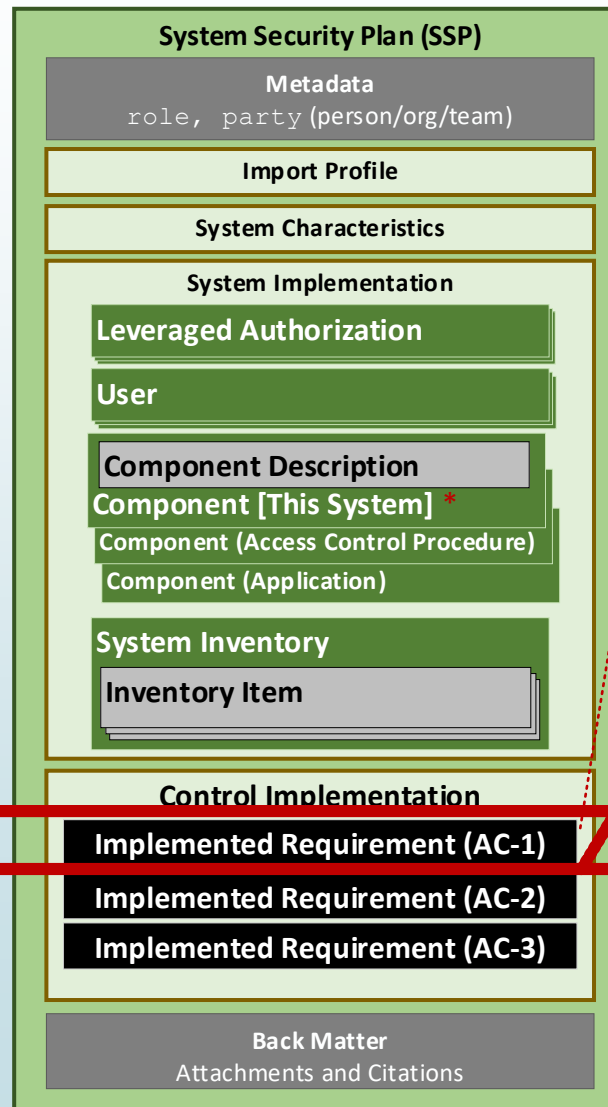 System Security Plan (SSP)
Metadata
role, party (person/org/team)
Import Profile
System Characteristics
System Implementation
Leveraged Authorization
User
Component Description
Component [This System] *
Component (Access Control Procedure)
Component (Application)
System Inventory
Inventory Item
Control Implementation
Implemented Requirement (AC-1)
Implemented Requirement (AC-2)
Implemented Requirement (AC-3)
Back Matter
Attachments and Citations